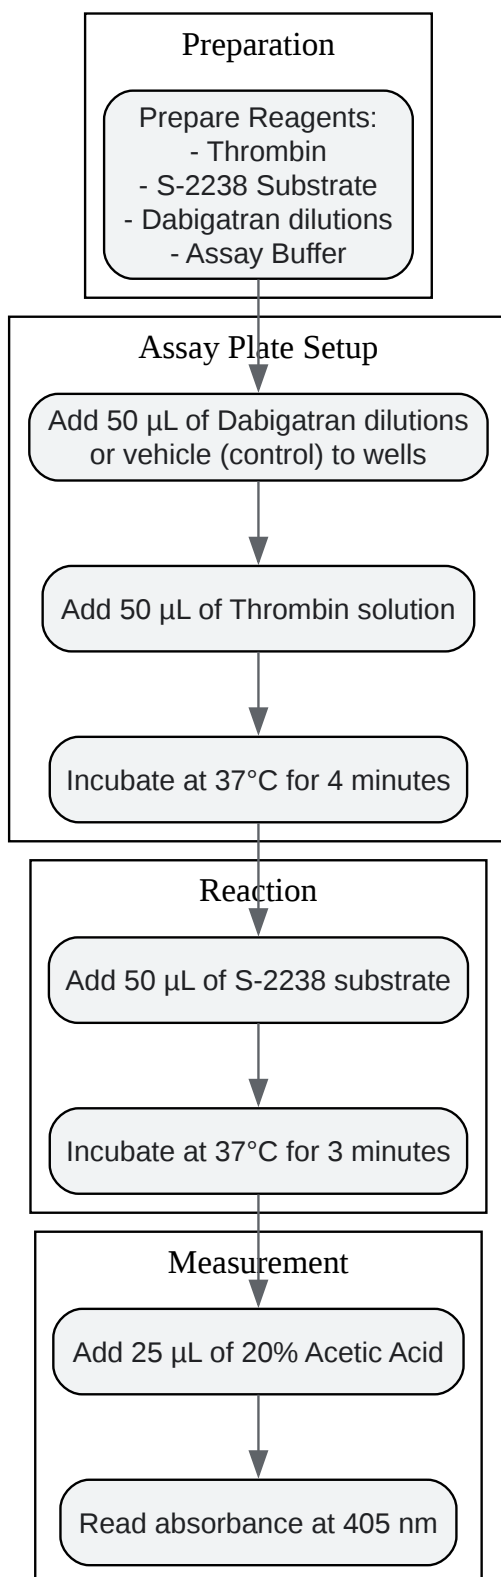 Preparation
Prepare Reagents:
- Thrombin
- S-2238 Substrate
- Dabigatran dilutions
- Assay Buffer
Assay Plate Setup
Add 50 µL of Dabigatran dilutions
or vehicle (control) to wells
Add 50 µL of Thrombin solution
Incubate at 37°C for 4 minutes
Reaction
Add 50 µL of S-2238 substrate
Incubate at 37°C for 3 minutes
Measurement
Add 25 µL of 20% Acetic Acid
Read absorbance at 405 nm